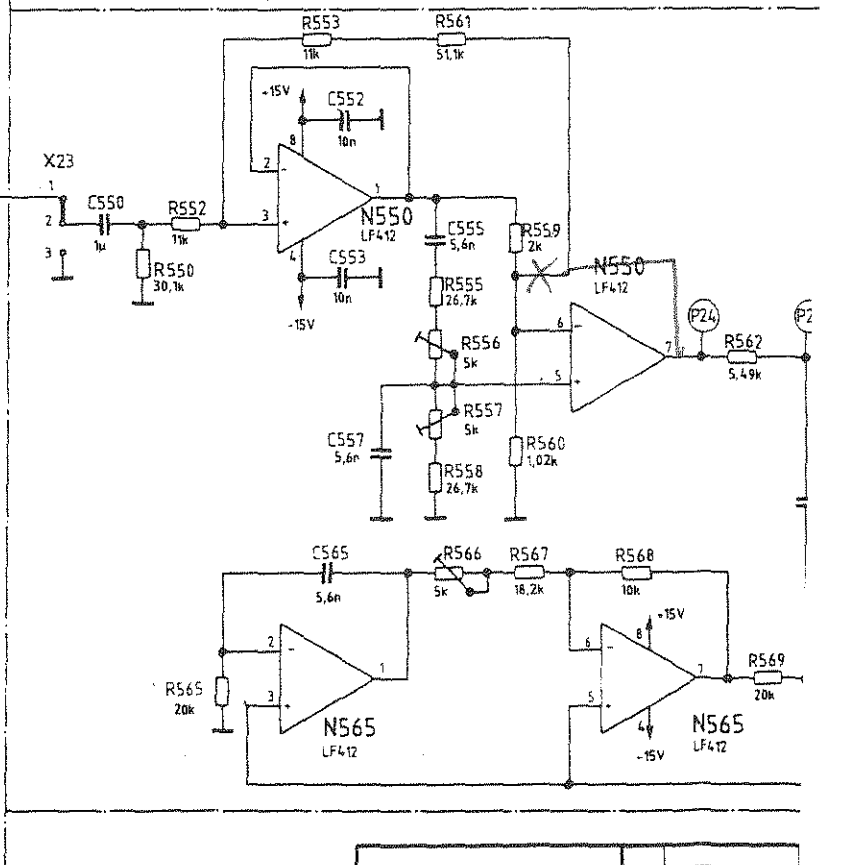 R553
11k
R561
51,1k
+15V
C552
10n
8
X23
1
2
3
C550
1µ
R552
11k
R550
30,1k
2
-
3
+
1
N550
LF412
4
C553
10n
-15V
C555
5,6n
R559
2k
R555
26,7k
N550
LF412
R556
5k
6
-
5
+
7
P24
R562
5,49k
P2
R557
5k
C557
5,6n
R558
26,7k
R560
1,02k
C565
5,6n
R566
5k
R567
18,2k
R568
10k
2
-
3
+
1
R565
20k
N565
LF412
6
-
5
+
8
+15V
7
4
-15V
R569
20k
N565
LF412